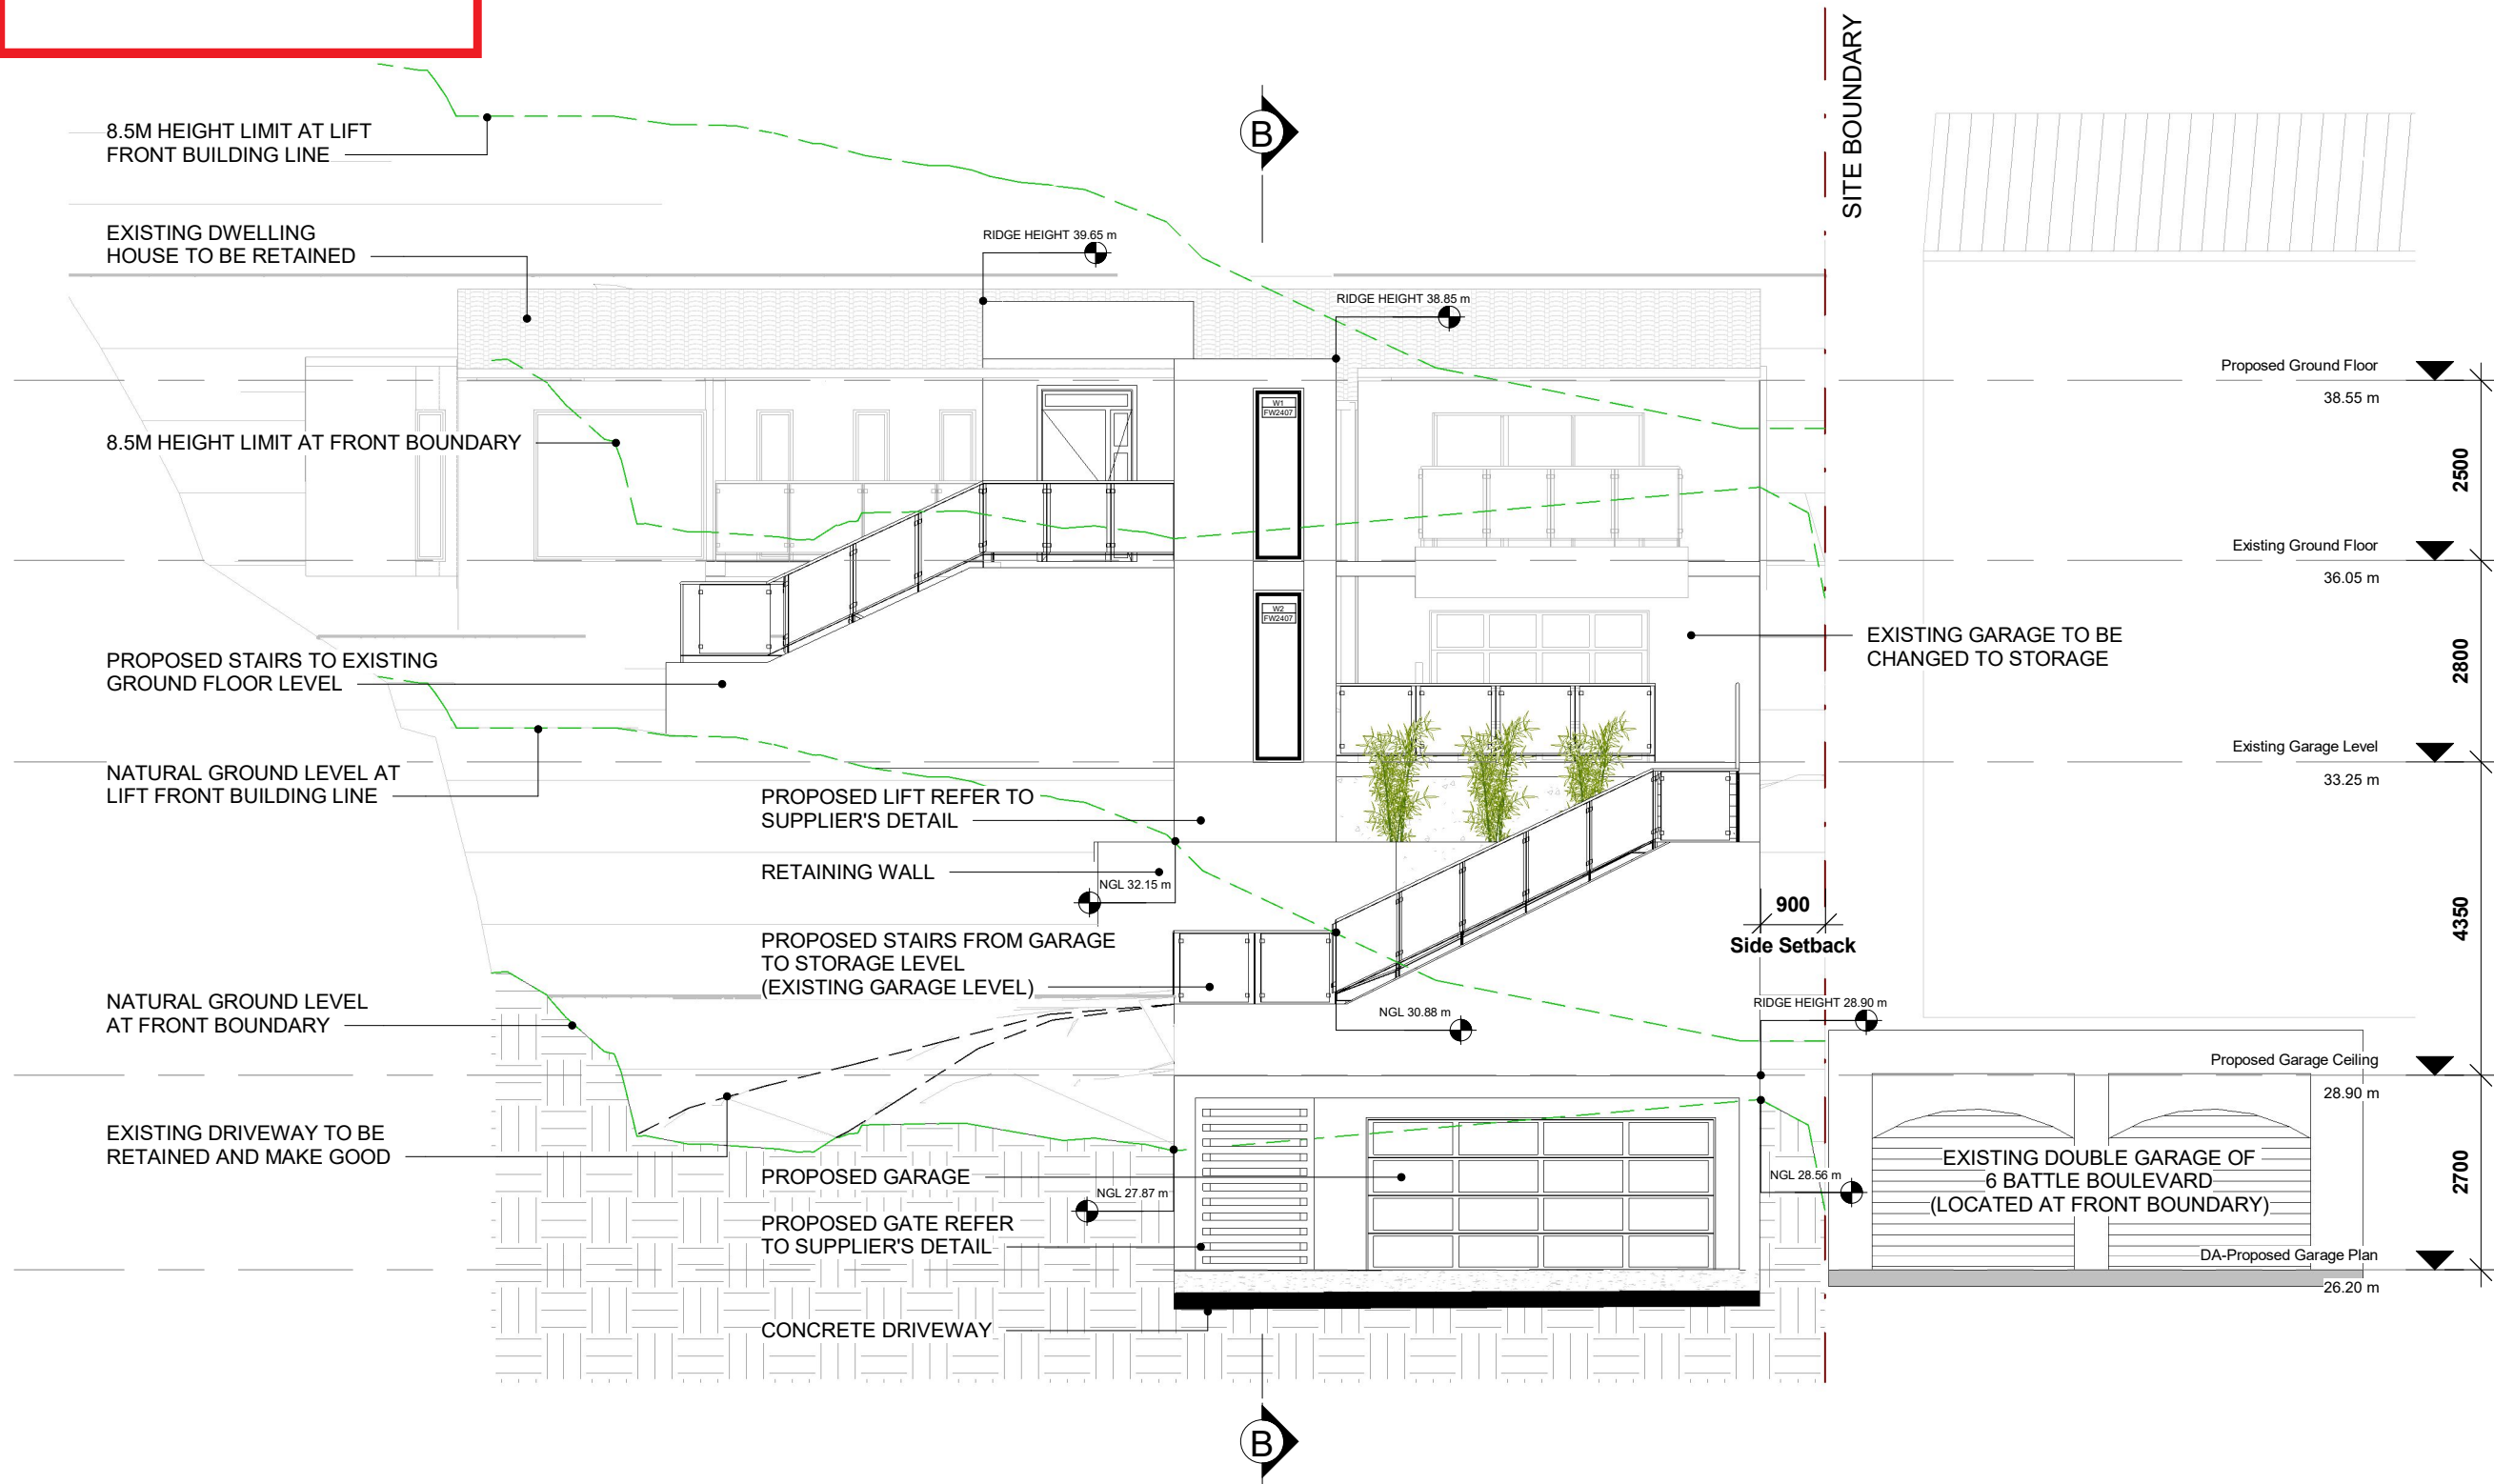 SITE BOUNDARY
8.5M HEIGHT LIMIT AT LIFT
FRONT BUILDING LINE
B
EXISTING DWELLING
HOUSE TO BE RETAINED
RIDGE HEIGHT 39.65 m
RIDGE HEIGHT 38.85 m
Proposed Ground Floor
38.55 m
W1
FW2407
8.5M HEIGHT LIMIT AT FRONT BOUNDARY
2500
Existing Ground Floor
36.05 m
W2
FW2407
EXISTING GARAGE TO BE
CHANGED TO STORAGE
PROPOSED STAIRS TO EXISTING
GROUND FLOOR LEVEL
2800
Existing Garage Level
33.25 m
NATURAL GROUND LEVEL AT
LIFT FRONT BUILDING LINE
PROPOSED LIFT REFER TO
SUPPLIER'S DETAIL
RETAINING WALL
NGL 32.15 m
900
Side Setback
4350
PROPOSED STAIRS FROM GARAGE
TO STORAGE LEVEL
(EXISTING GARAGE LEVEL)
NATURAL GROUND LEVEL
AT FRONT BOUNDARY
NGL 30.88 m
RIDGE HEIGHT 28.90 m
Proposed Garage Ceiling
28.90 m
EXISTING DRIVEWAY TO BE
RETAINED AND MAKE GOOD
PROPOSED GARAGE
NGL 27.87 m
NGL 28.56 m
EXISTING DOUBLE GARAGE OF
6 BATTLE BOULEVARD
(LOCATED AT FRONT BOUNDARY)
2700
PROPOSED GATE REFER
TO SUPPLIER'S DETAIL
DA-Proposed Garage Plan
26.20 m
CONCRETE DRIVEWAY
B